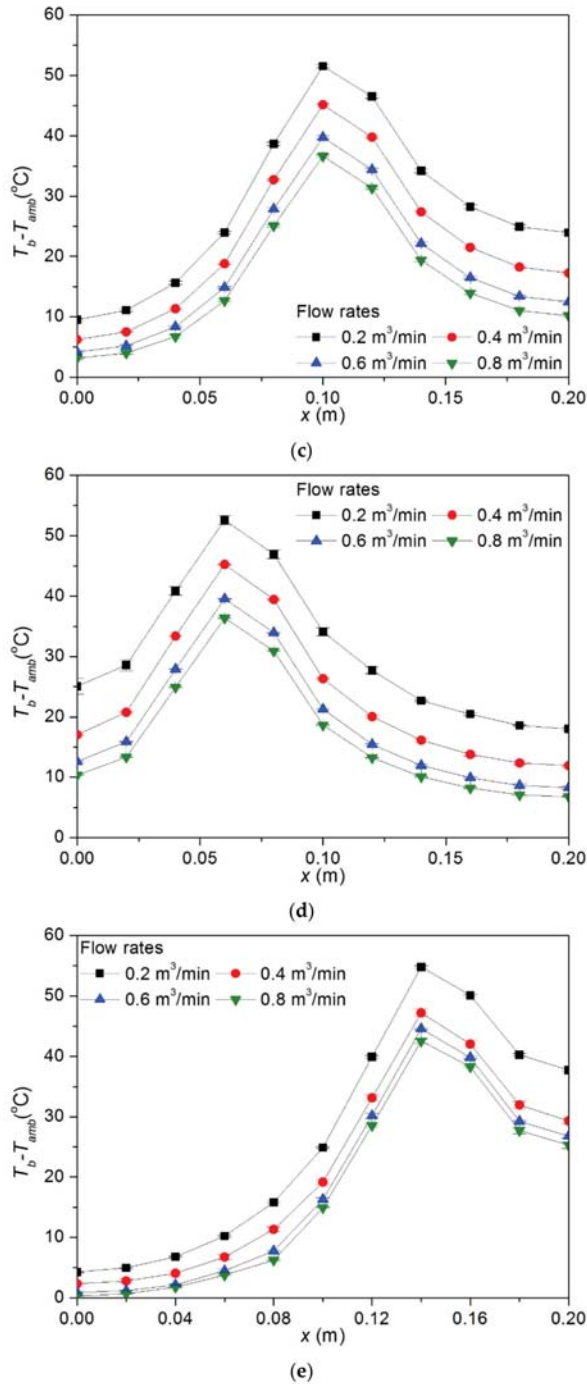 60
50
40
30
20
10
0
T_b-T_amb(°C)
Flow rates
0.2 m³/min 0.4 m³/min
0.6 m³/min 0.8 m³/min
0.00 0.05 0.10 0.15 0.20
x (m)
(c)
60
50
40
30
20
10
0
T_b-T_amb(°C)
Flow rates
0.2 m³/min 0.4 m³/min
0.6 m³/min 0.8 m³/min
0.00 0.05 0.10 0.15 0.20
x (m)
(d)
60
50
40
30
20
10
0
T_b-T_amb(°C)
Flow rates
0.2 m³/min 0.4 m³/min
0.6 m³/min 0.8 m³/min
0.00 0.04 0.08 0.12 0.16 0.20
x (m)
(e)